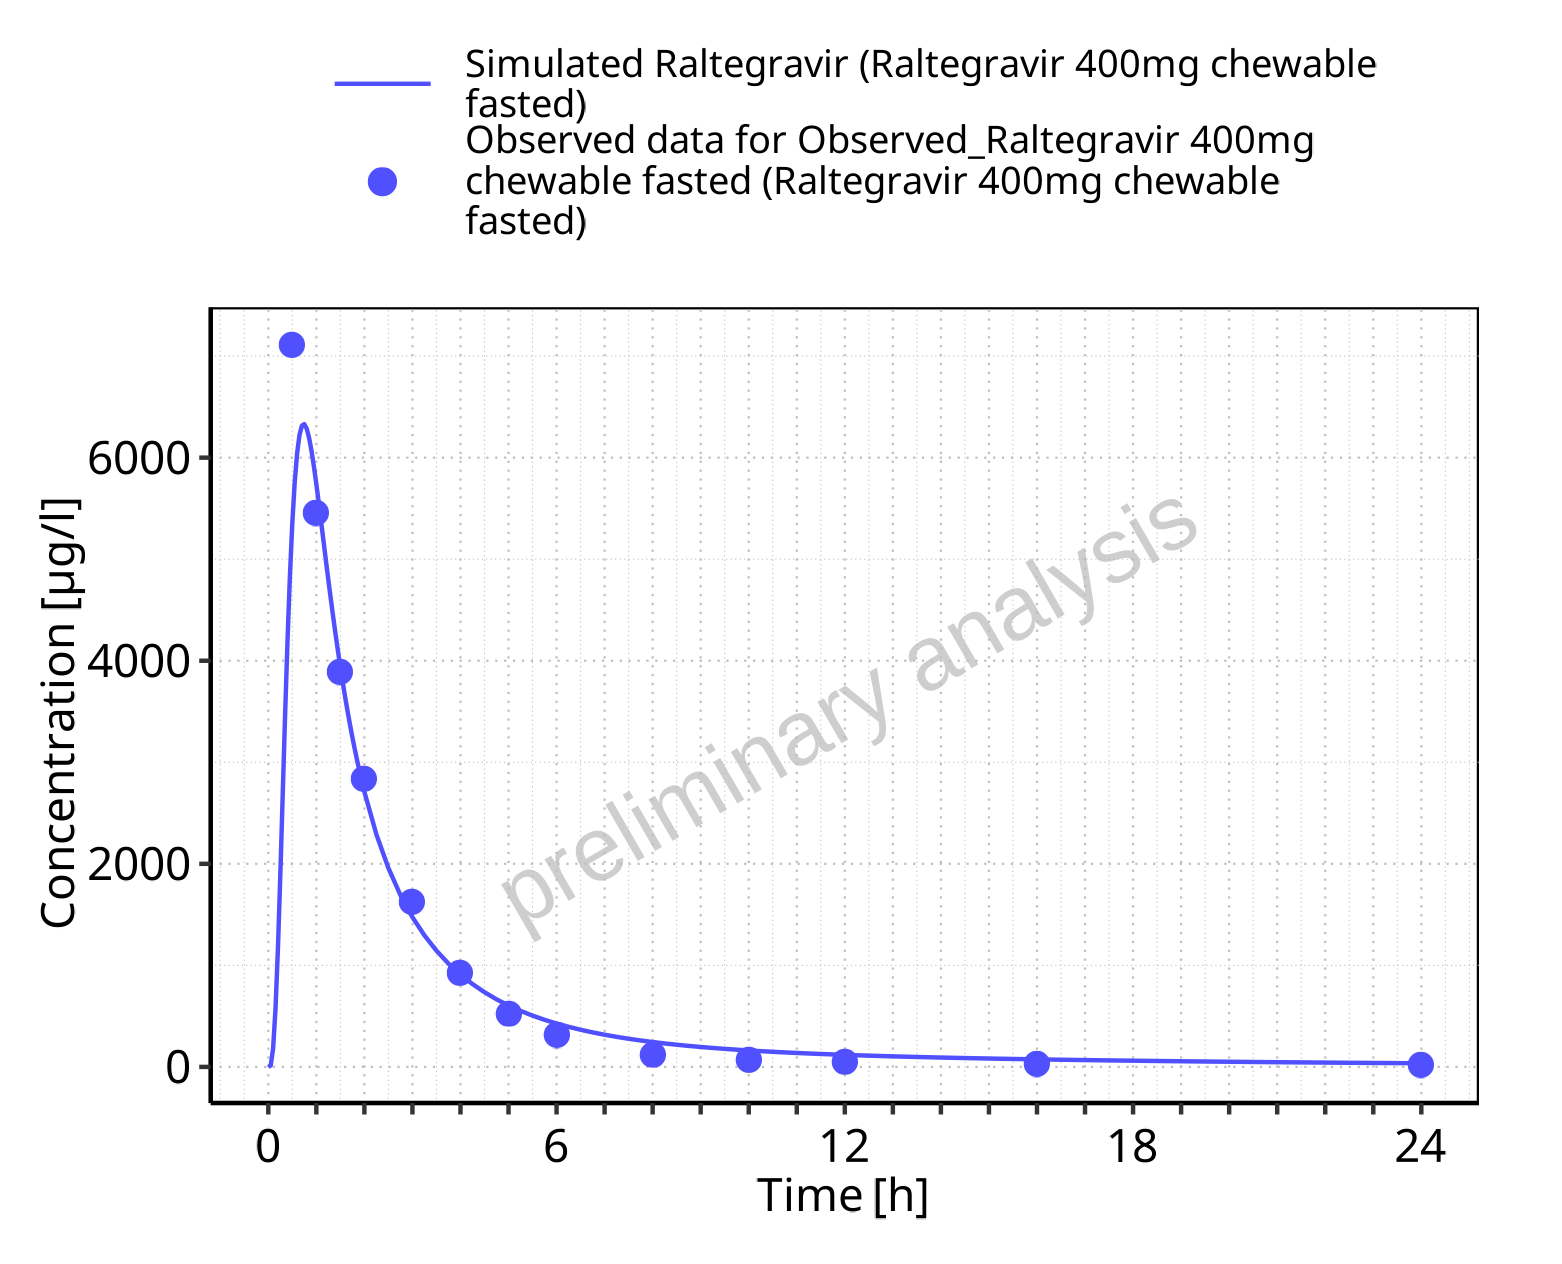 Simulated Raltegravir (Raltegravir 400mg chewable
fasted)
Observed data for Observed_Raltegravir 400mg
chewable fasted (Raltegravir 400mg chewable
fasted)
6000
4000
2000
0
Concentration [µg/l]
preliminary analysis
0 6 12 18 24
Time [h]